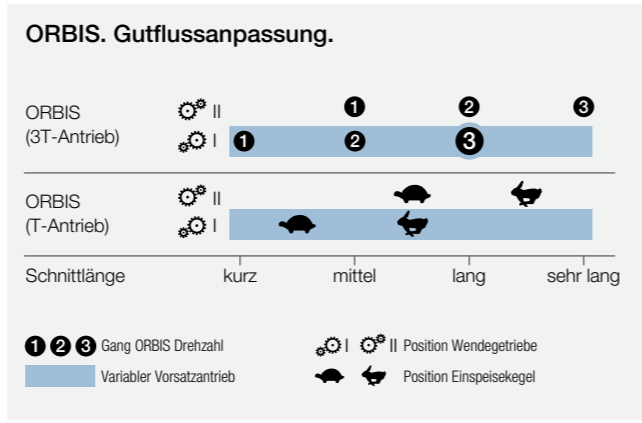 ORBIS. Gutflussanpassung.
ORBIS
(3T-Antrieb)
II 1 2 3
I 1 2 3
ORBIS
(T-Antrieb)
II
I
Schnittlänge kurz mittel lang sehr lang
1 2 3 Gang ORBIS Drehzahl
I II Position Wendegetriebe
Variabler Vorsatzantrieb
Position Einspeisekegel